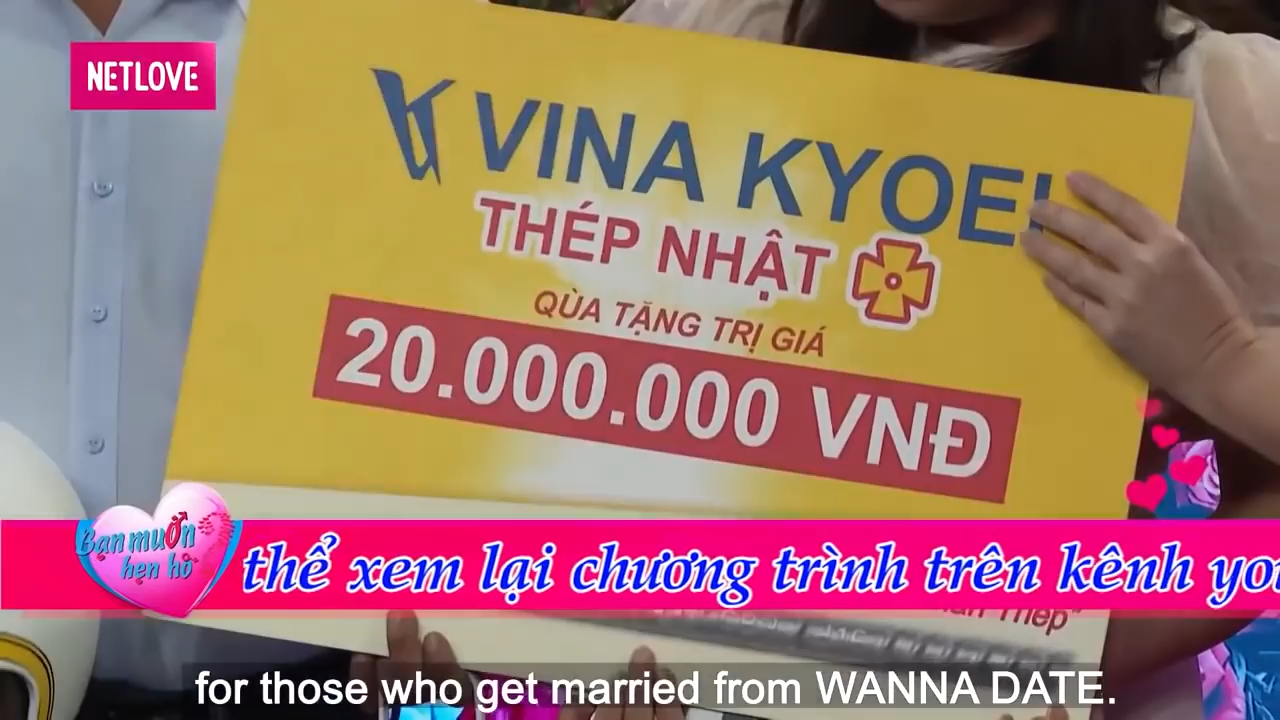 NETLOVE
VINA KYOEI
THÉP NHẬT
QÙA TẶNG TRỊ GIÁ
20.000.000 VNĐ
Bạn muốn
hẹn hò
thể xem lại chương trình trên kênh
Thép"
for those who get married from WANNA DATE.